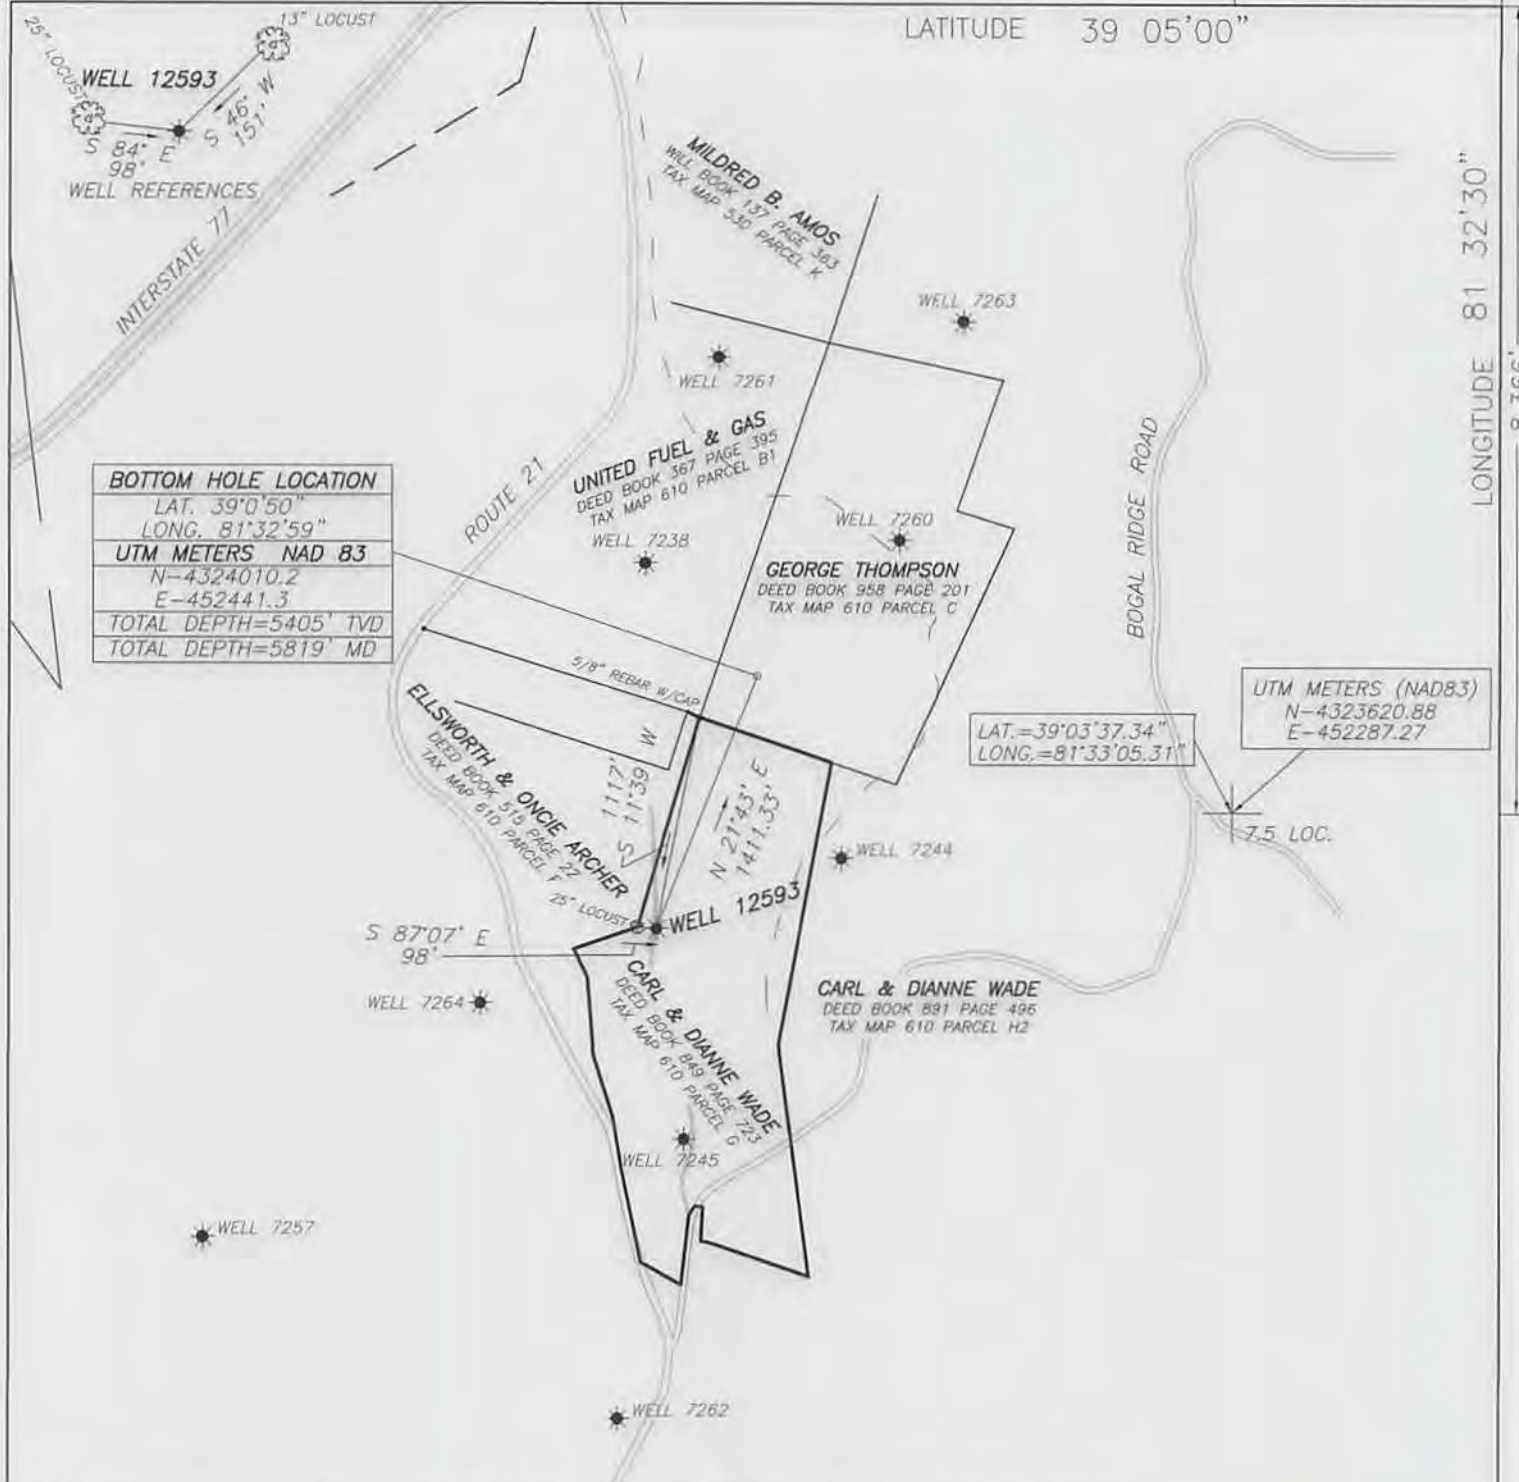 LATITUDE 39 05'00"
13" LOCUST
25" LOCUST
WELL 12593
S 46° W
151'
S 84° E
98'
WELL REFERENCES
INTERSTATE 77
LONGITUDE 81 32'30"
MILDRED B. AMOS
WILL BOOK 137 PAGE 363
TAX MAP 530 PARCEL K
WELL 7263
WELL 7261
UNITED FUEL & GAS
DEED BOOK 367 PAGE 395
TAX MAP 610 PARCEL B1
WELL 7238
ROUTE 21
BOGAL RIDGE ROAD
BOTTOM HOLE LOCATION
LAT. 39°0'50"
LONG. 81°32'59"
UTM METERS NAD 83
N-4324010.2
E-452441.3
TOTAL DEPTH=5405' TVD
TOTAL DEPTH=5819' MD
WELL 7260
GEORGE THOMPSON
DEED BOOK 958 PAGE 201
TAX MAP 610 PARCEL C
5/8" REBAR W/CAP
ELLSWORTH & ONCIE ARCHER
DEED BOOK 515 PAGE 22
TAX MAP 610 PARCEL F
1117'
S 11°39 W
N 21°43' E
1411.33'
LAT.=39°03'37.34"
LONG.=81°33'05.31"
UTM METERS (NAD83)
N-4323620.88
E-452287.27
7.5 LOC.
WELL 7244
25" LOCUST
WELL 12593
S 87°07' E
98'
WELL 7264
CARL & DIANNE WADE
DEED BOOK 849 PAGE 723
TAX MAP 610 PARCEL G
CARL & DIANNE WADE
DEED BOOK 891 PAGE 496
TAX MAP 610 PARCEL H2
WELL 7245
WELL 7257
WELL 7262